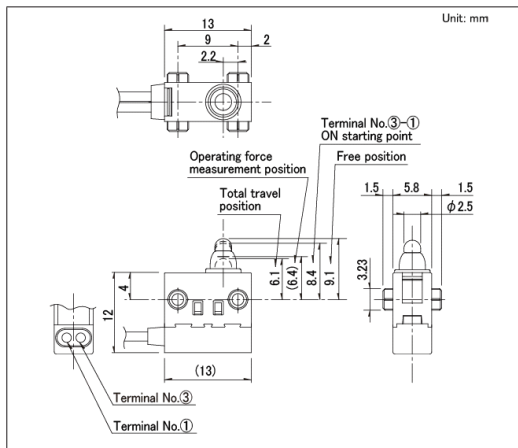 Unit: mm
13
9
2
2.2
Terminal No.③-①
ON starting point
Operating force
measurement position
Free position
Total travel
position
1.5
5.8
1.5
φ2.5
6.1
(6.4)
8.4
9.1
3.23
4
12
(13)
Terminal No.③
Terminal No.①